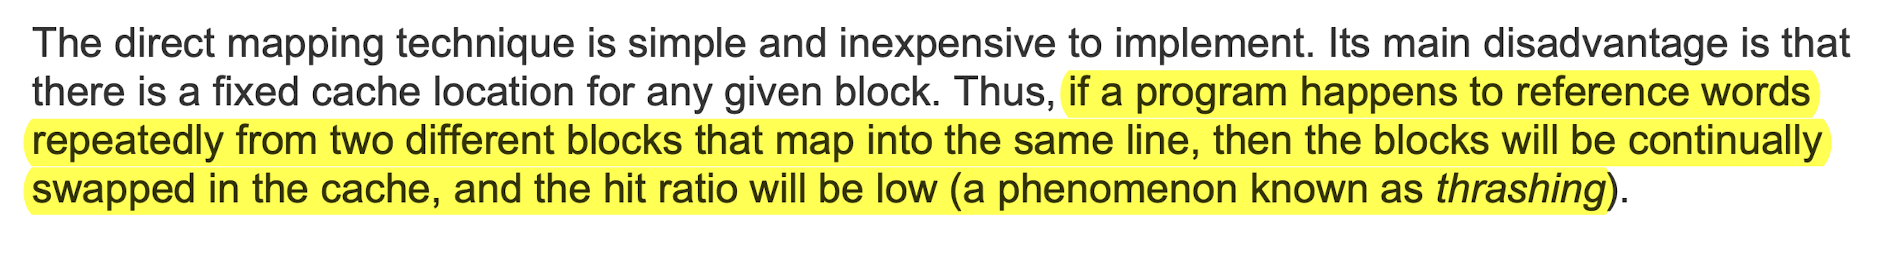 The direct mapping technique is simple and inexpensive to implement. Its main disadvantage is that
there is a fixed cache location for any given block. Thus, if a program happens to reference words
repeatedly from two different blocks that map into the same line, then the blocks will be continually
swapped in the cache, and the hit ratio will be low (a phenomenon known as thrashing).